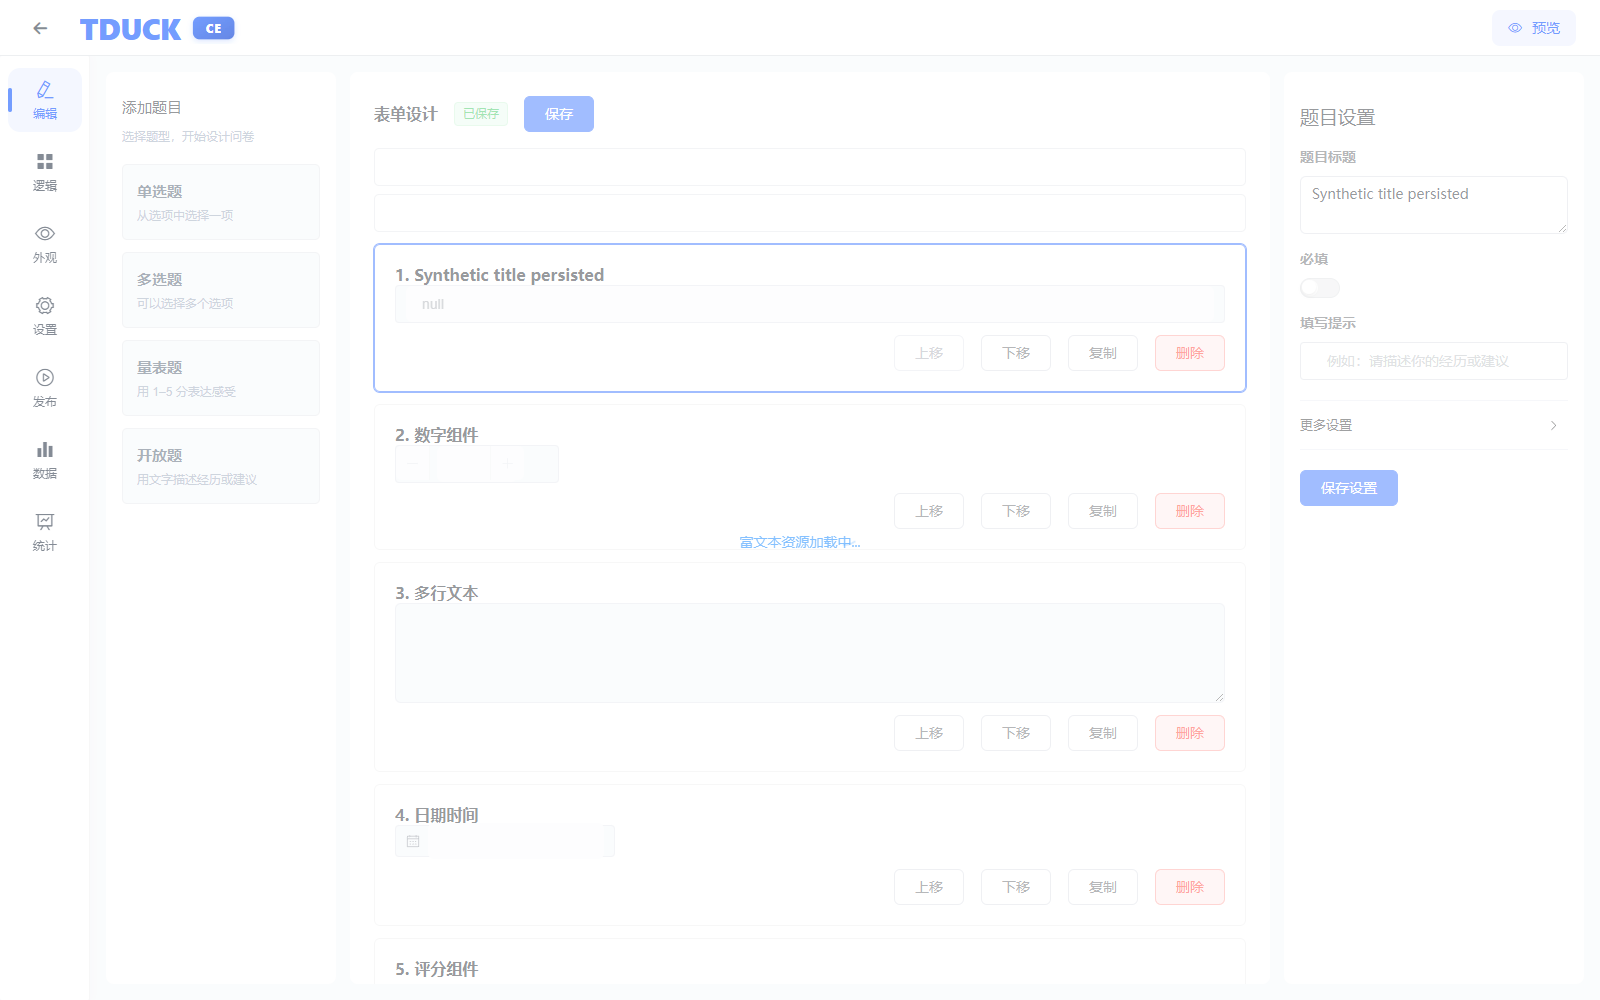 TDUCK CE
预览
编辑
逻辑
外观
设置
发布
数据
统计
添加题目
选择题型，开始设计问卷
单选题
从选项中选择一项
多选题
可以选择多个选项
量表题
用 1–5 分表达感受
开放题
用文字描述经历或建议
表单设计 已保存 保存
1. Synthetic title persisted
null
上移 下移 复制 删除
2. 数字组件
上移 下移 复制 删除
富文本资源加载中...
3. 多行文本
上移 下移 复制 删除
4. 日期时间
上移 下移 复制 删除
5. 评分组件
题目设置
题目标题
Synthetic title persisted
必填
填写提示
例如：请描述你的经历或建议
更多设置
保存设置